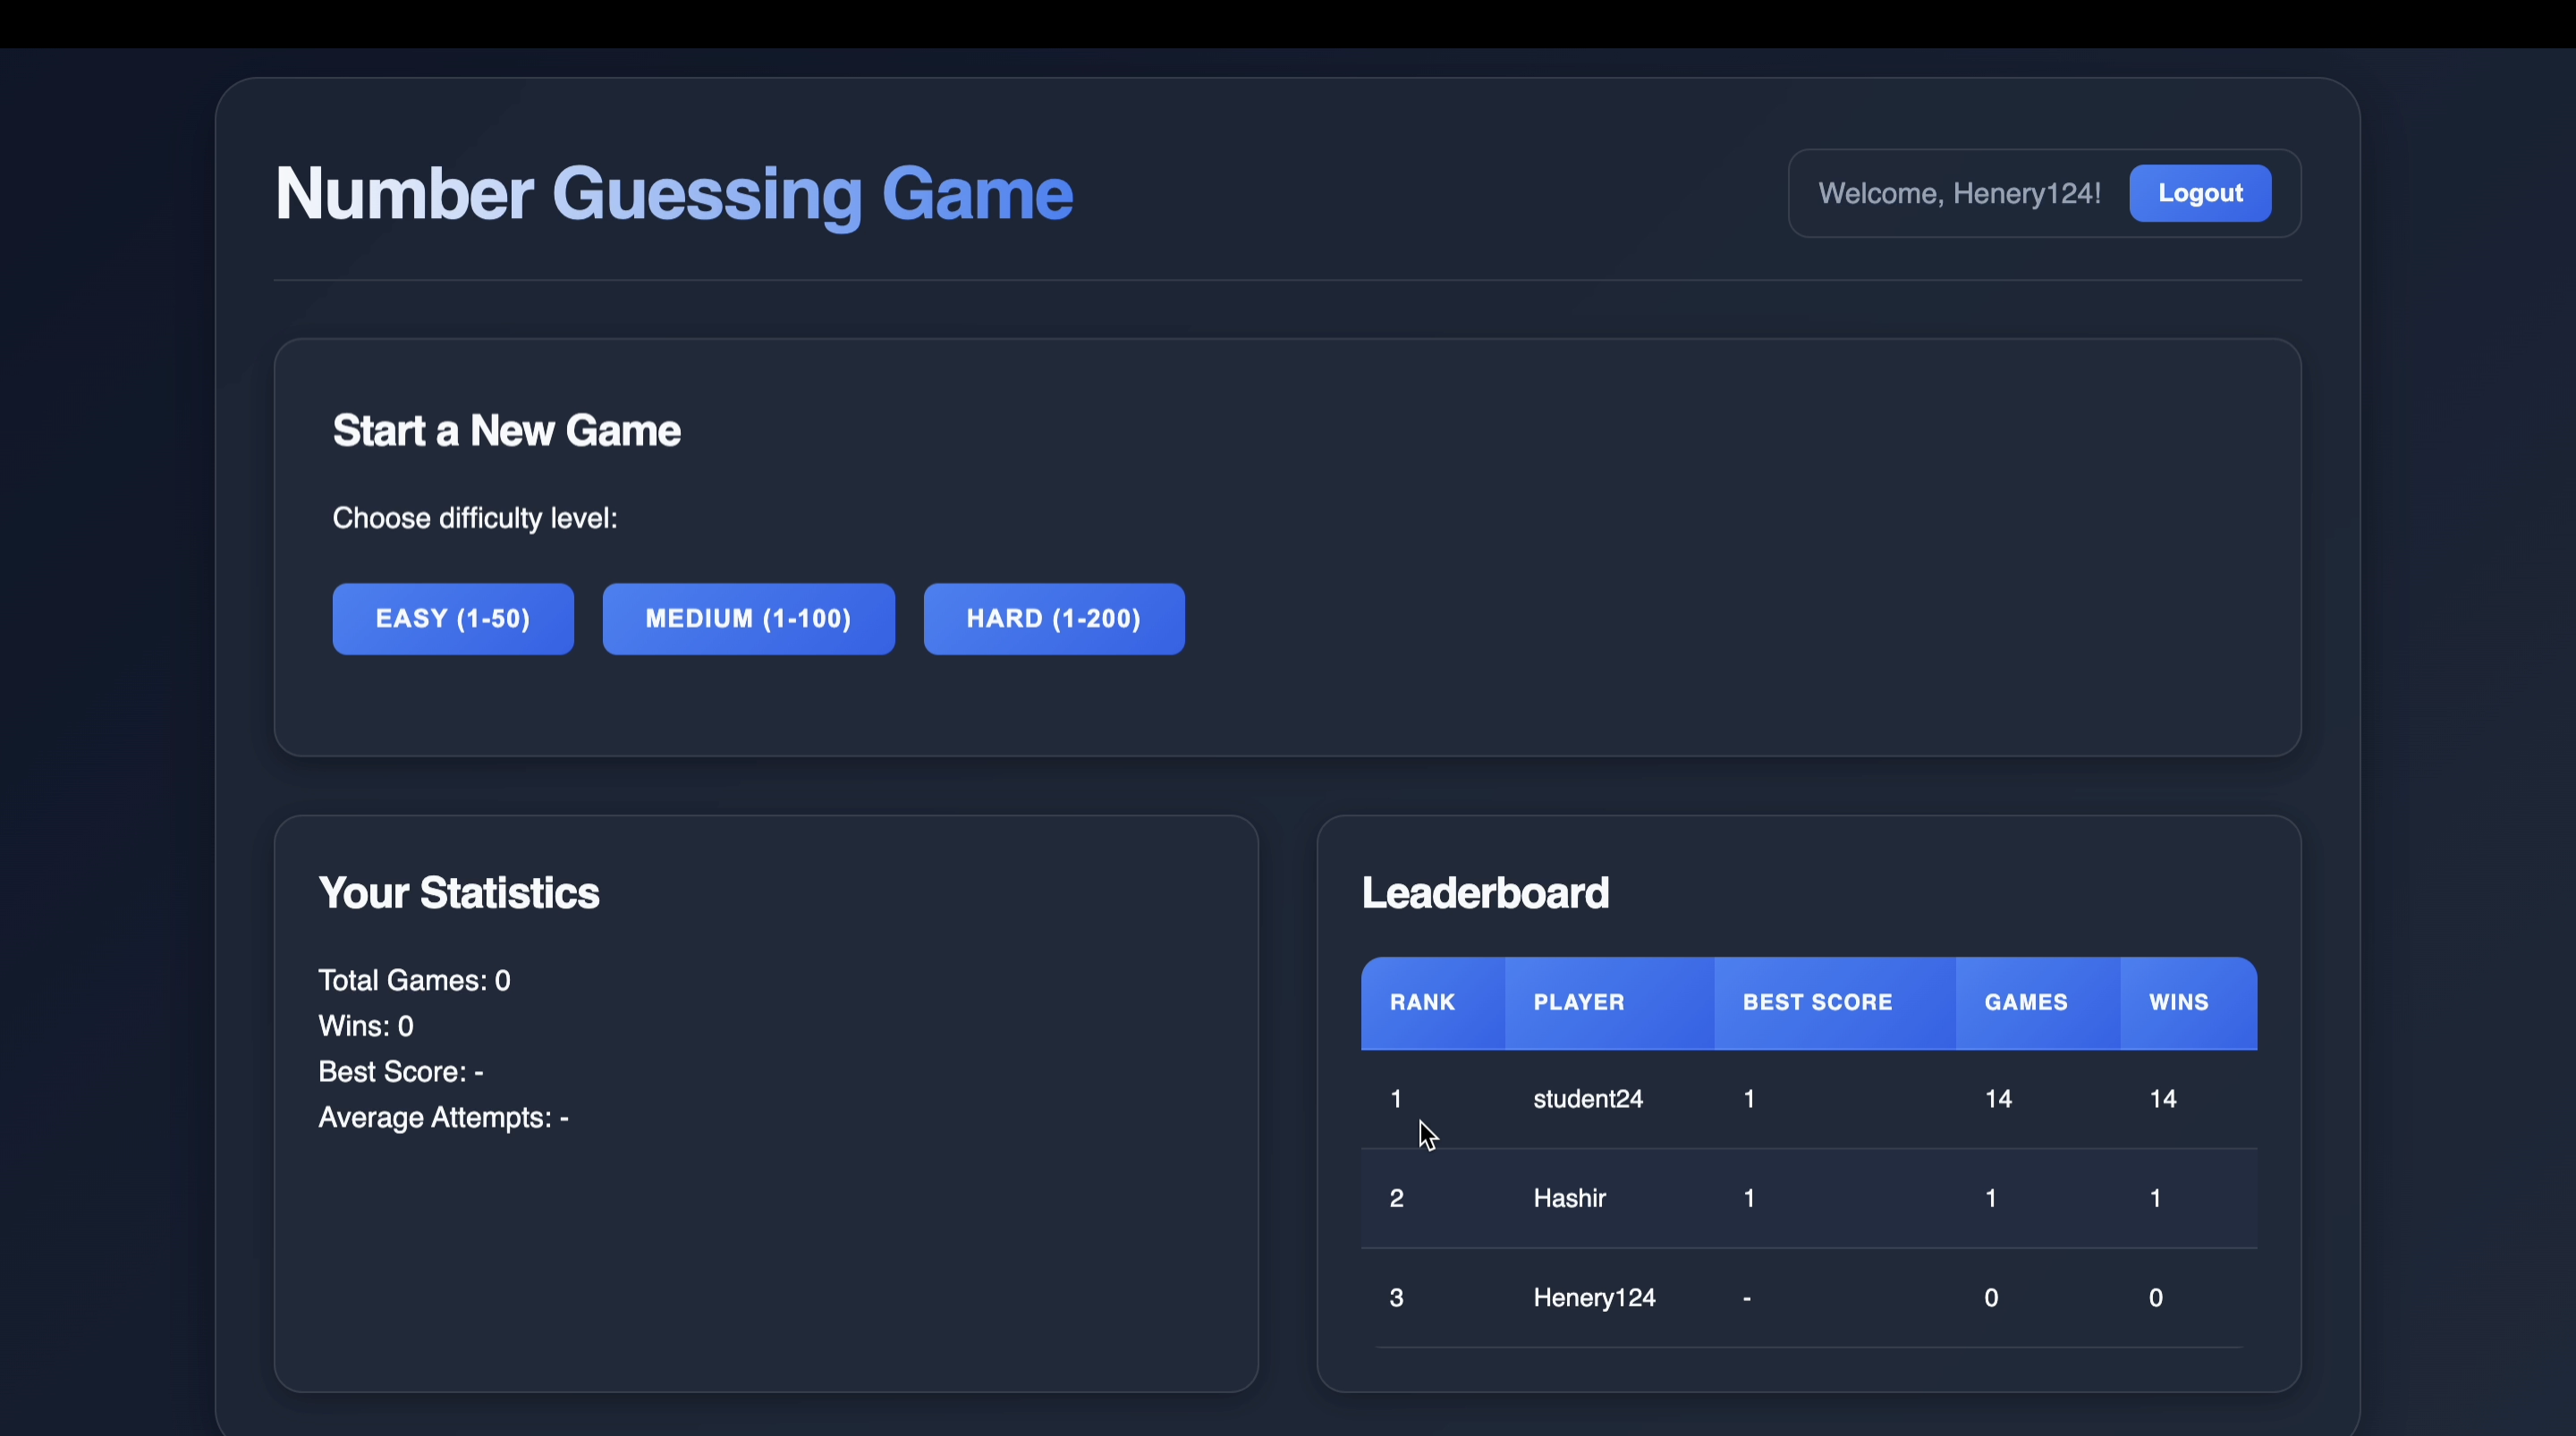 Number Guessing Game
Welcome, Henery124! Logout
Start a New Game
Choose difficulty level:
EASY (1-50) MEDIUM (1-100) HARD (1-200)
Your Statistics
Total Games: 0
Wins: 0
Best Score: -
Average Attempts: -
Leaderboard
RANK PLAYER BEST SCORE GAMES WINS
1 student24 1 14 14
2 Hashir 1 1 1
3 Henery124 - 0 0